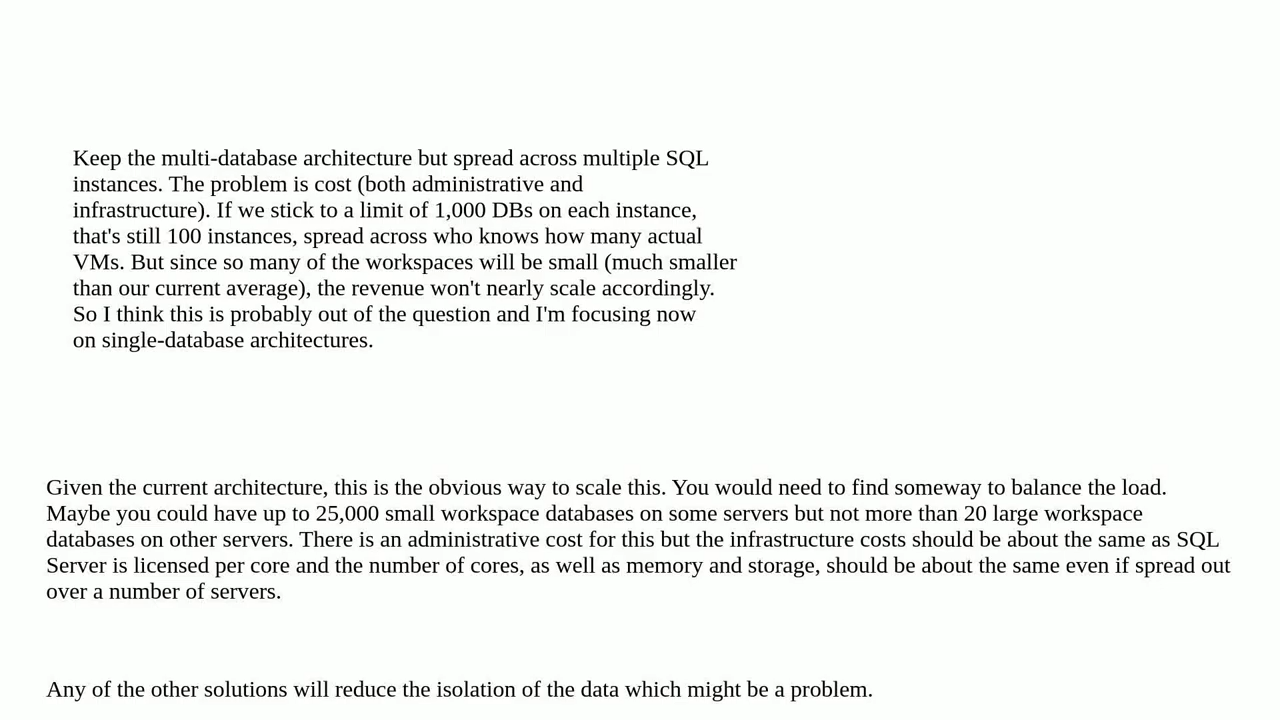 Keep the multi-database architecture but spread across multiple SQL
instances. The problem is cost (both administrative and
infrastructure). If we stick to a limit of 1,000 DBs on each instance,
that's still 100 instances, spread across who knows how many actual
VMs. But since so many of the workspaces will be small (much smaller
than our current average), the revenue won't nearly scale accordingly.
So I think this is probably out of the question and I'm focusing now
on single-database architectures.
Given the current architecture, this is the obvious way to scale this. You would need to find someway to balance the load.
Maybe you could have up to 25,000 small workspace databases on some servers but not more than 20 large workspace
databases on other servers. There is an administrative cost for this but the infrastructure costs should be about the same as SQL
Server is licensed per core and the number of cores, as well as memory and storage, should be about the same even if spread out
over a number of servers.
Any of the other solutions will reduce the isolation of the data which might be a problem.